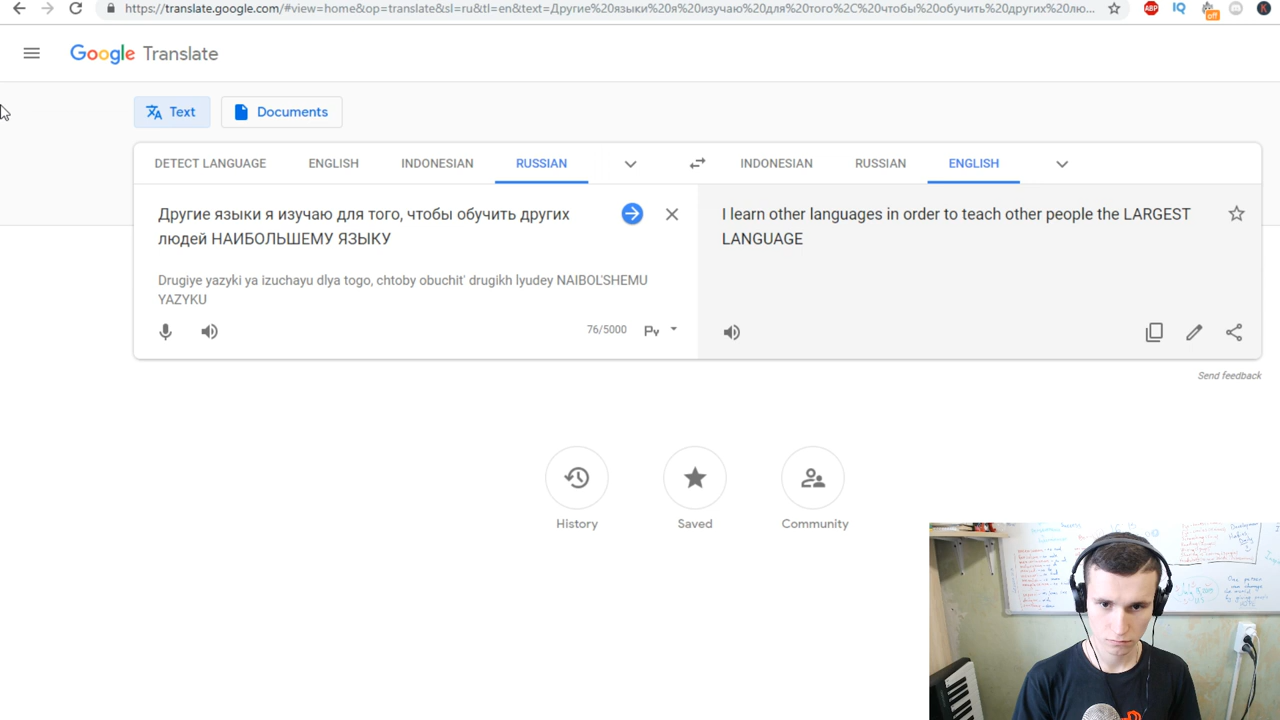 https://translate.google.com/#view=home&op=translate&sl=ru&tl=en&text=Другие%20языки%20я%20изучаю%20для%20того%2C%20чтобы%20обучить%20других%20лю...
ABP IQ off K
Google Translate
Text Documents
DETECT LANGUAGE ENGLISH INDONESIAN RUSSIAN INDONESIAN RUSSIAN ENGLISH
Другие языки я изучаю для того, чтобы обучить других
людей НАИБОЛЬШЕМУ ЯЗЫКУ
Drugiye yazyki ya izuchayu dlya togo, chtoby obuchit' drugikh lyudey NAIBOL'SHEMU
YAZYKU
76/5000 Ру
I learn other languages in order to teach other people the LARGEST
LANGUAGE
Send feedback
History Saved Community